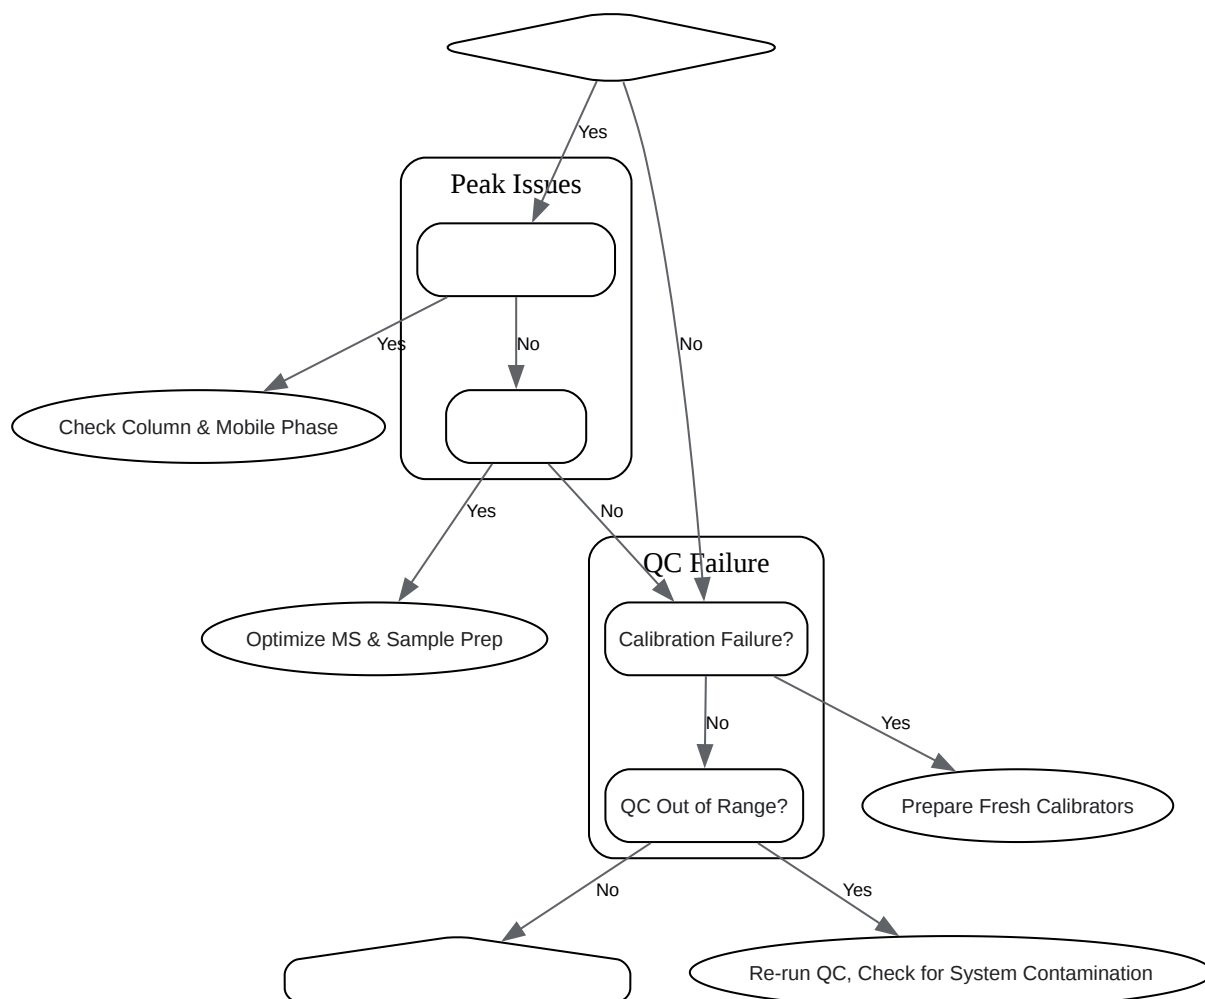 Yes
Peak Issues
Yes
No
No
Check Column & Mobile Phase
Yes
No
QC Failure
Optimize MS & Sample Prep
Calibration Failure?
No
Yes
QC Out of Range?
Prepare Fresh Calibrators
No
Yes
Re-run QC, Check for System Contamination